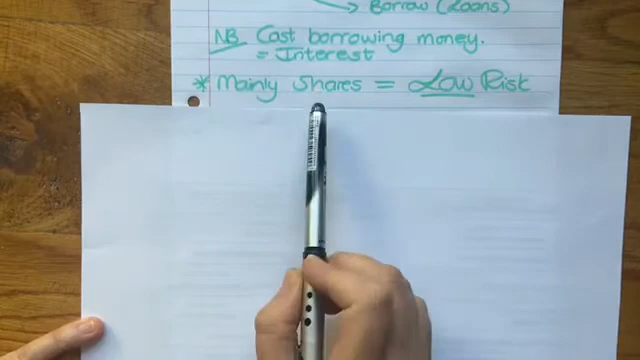 Borrow (Loans)
NB Cost borrowing money.
= Interest
* Mainly Shares = Low Risk